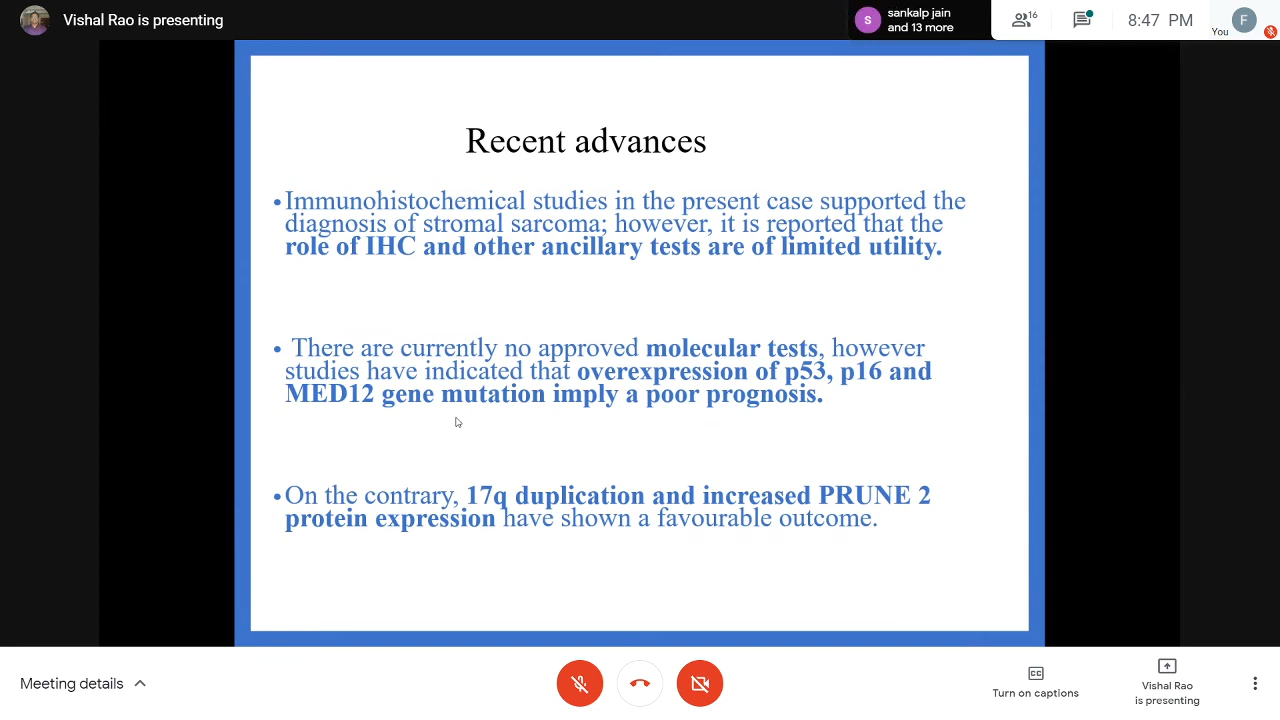 Vishal Rao is presenting
S
sankalp jain
and 13 more
16
8:47 PM
You
F
Recent advances
•Immunohistochemical studies in the present case supported the
diagnosis of stromal sarcoma; however, it is reported that the
role of IHC and other ancillary tests are of limited utility.
• There are currently no approved molecular tests, however
studies have indicated that overexpression of p53, p16 and
MED12 gene mutation imply a poor prognosis.
•On the contrary, 17q duplication and increased PRUNE 2
protein expression have shown a favourable outcome.
Meeting details
CC
Turn on captions
Vishal Rao
is presenting